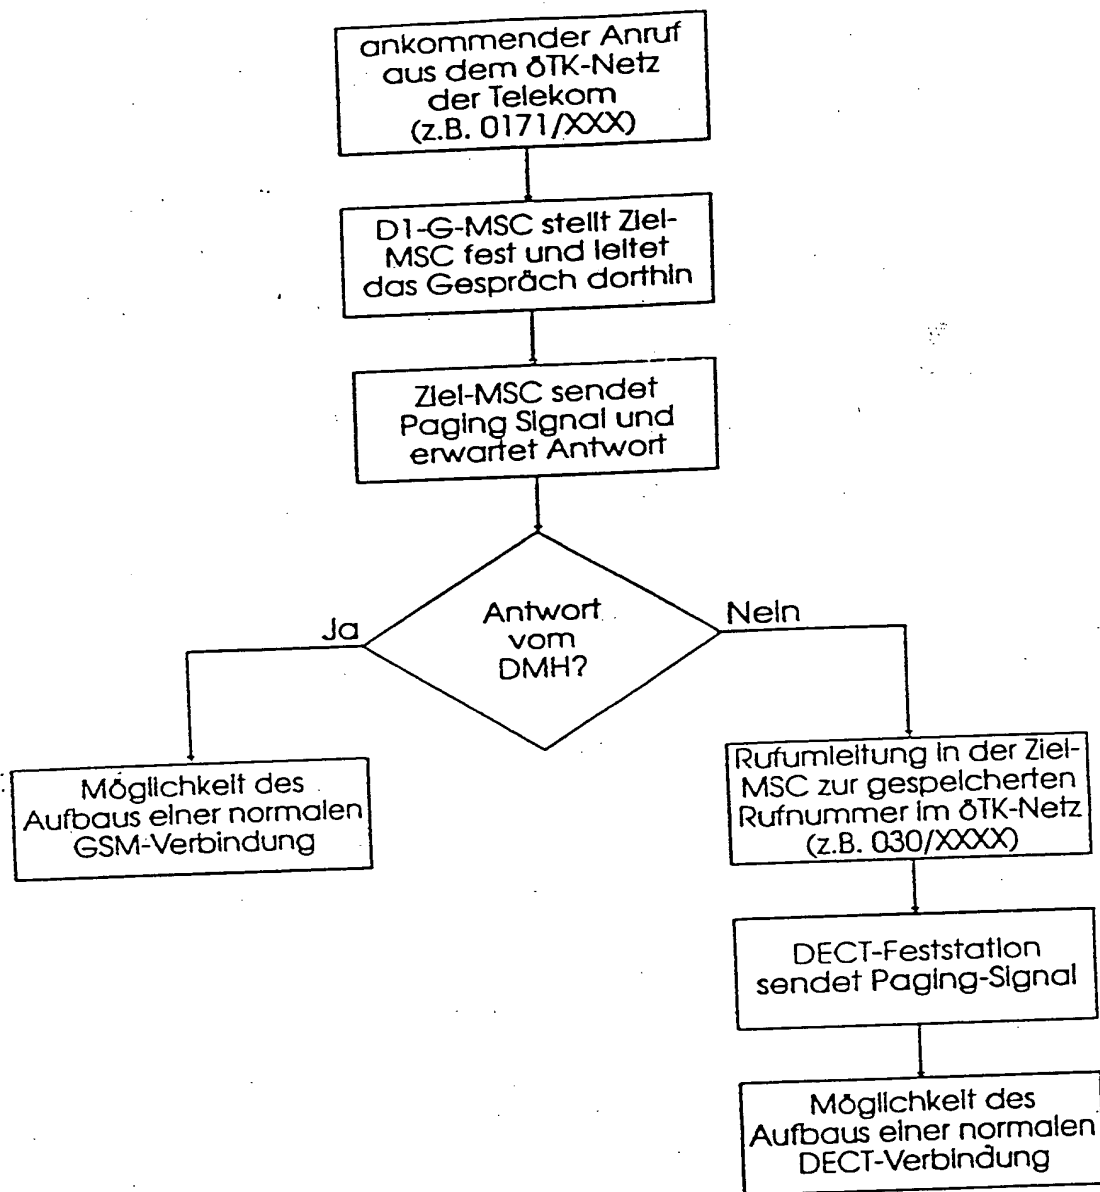 ankommender Anruf
aus dem öTK-Netz
der Telekom
(z.B. 0171/XXX)
D1-G-MSC stellt Ziel-
MSC fest und leitet
das Gespräch dorthin
Ziel-MSC sendet
Paging Signal und
erwartet Antwort
Antwort
vom
DMH?
Ja
Nein
Möglichkeit des
Aufbaus einer normalen
GSM-Verbindung
Rufumleitung in der Ziel-
MSC zur gespeicherten
Rufnummer im öTK-Netz
(z.B. 030/XXXX)
DECT-Feststation
sendet Paging-Signal
Möglichkeit des
Aufbaus einer normalen
DECT-Verbindung